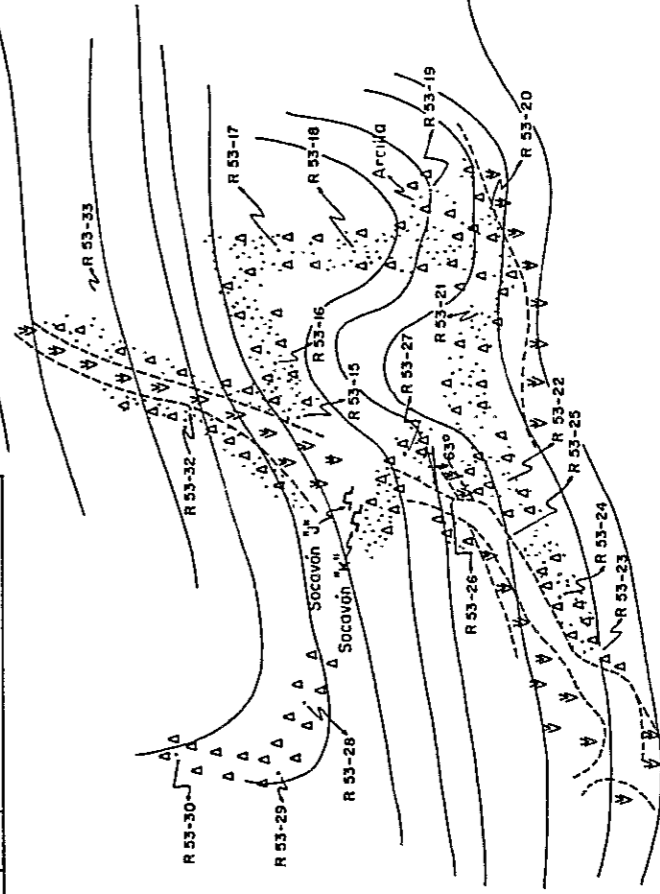 R 53-33
R 53-17
R 53-18
Arcilla
R 53-19
R 53-20
R 53-32
R 53-16
R 53-15
R 53-27
R 53-21
63°
R 53-22
R 53-25
R 53-24
R 53-23
R 53-26
Socavón "J"
Socavón "K"
R 53-28
R 53-29
R 53-30